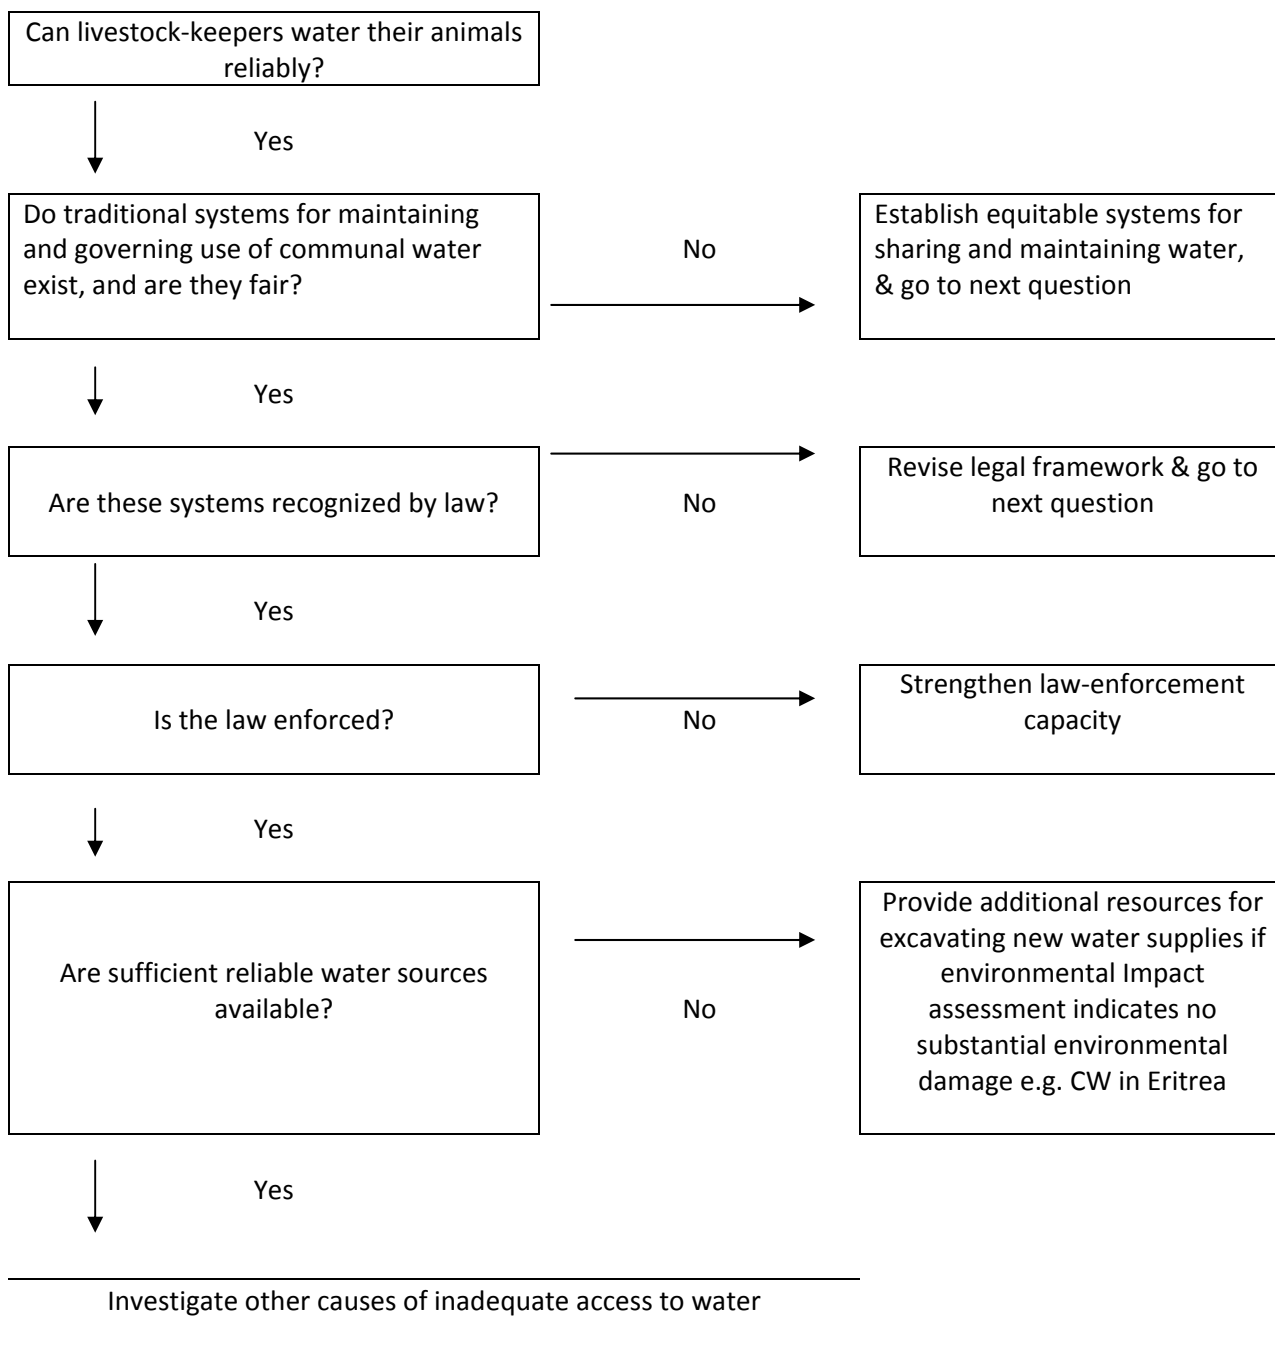 Can livestock-keepers water their animals
reliably?
Yes
Do traditional systems for maintaining
and governing use of communal water
exist, and are they fair?
No
Establish equitable systems for
sharing and maintaining water,
& go to next question
Yes
Are these systems recognized by law?
No
Revise legal framework & go to
next question
Yes
Is the law enforced?
No
Strengthen law-enforcement
capacity
Yes
Are sufficient reliable water sources
available?
No
Provide additional resources for
excavating new water supplies if
environmental Impact
assessment indicates no
substantial environmental
damage e.g. CW in Eritrea
Yes
Investigate other causes of inadequate access to water